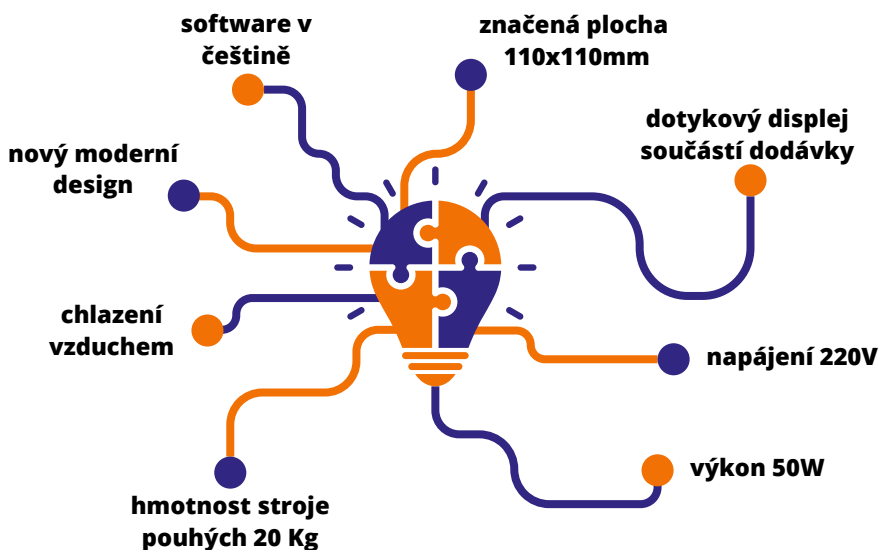 software v
češtině
značená plocha
110x110mm
dotykový displej
součástí dodávky
nový moderní
design
chlazení
vzduchem
napájení 220V
výkon 50W
hmotnost stroje
pouhých 20 Kg